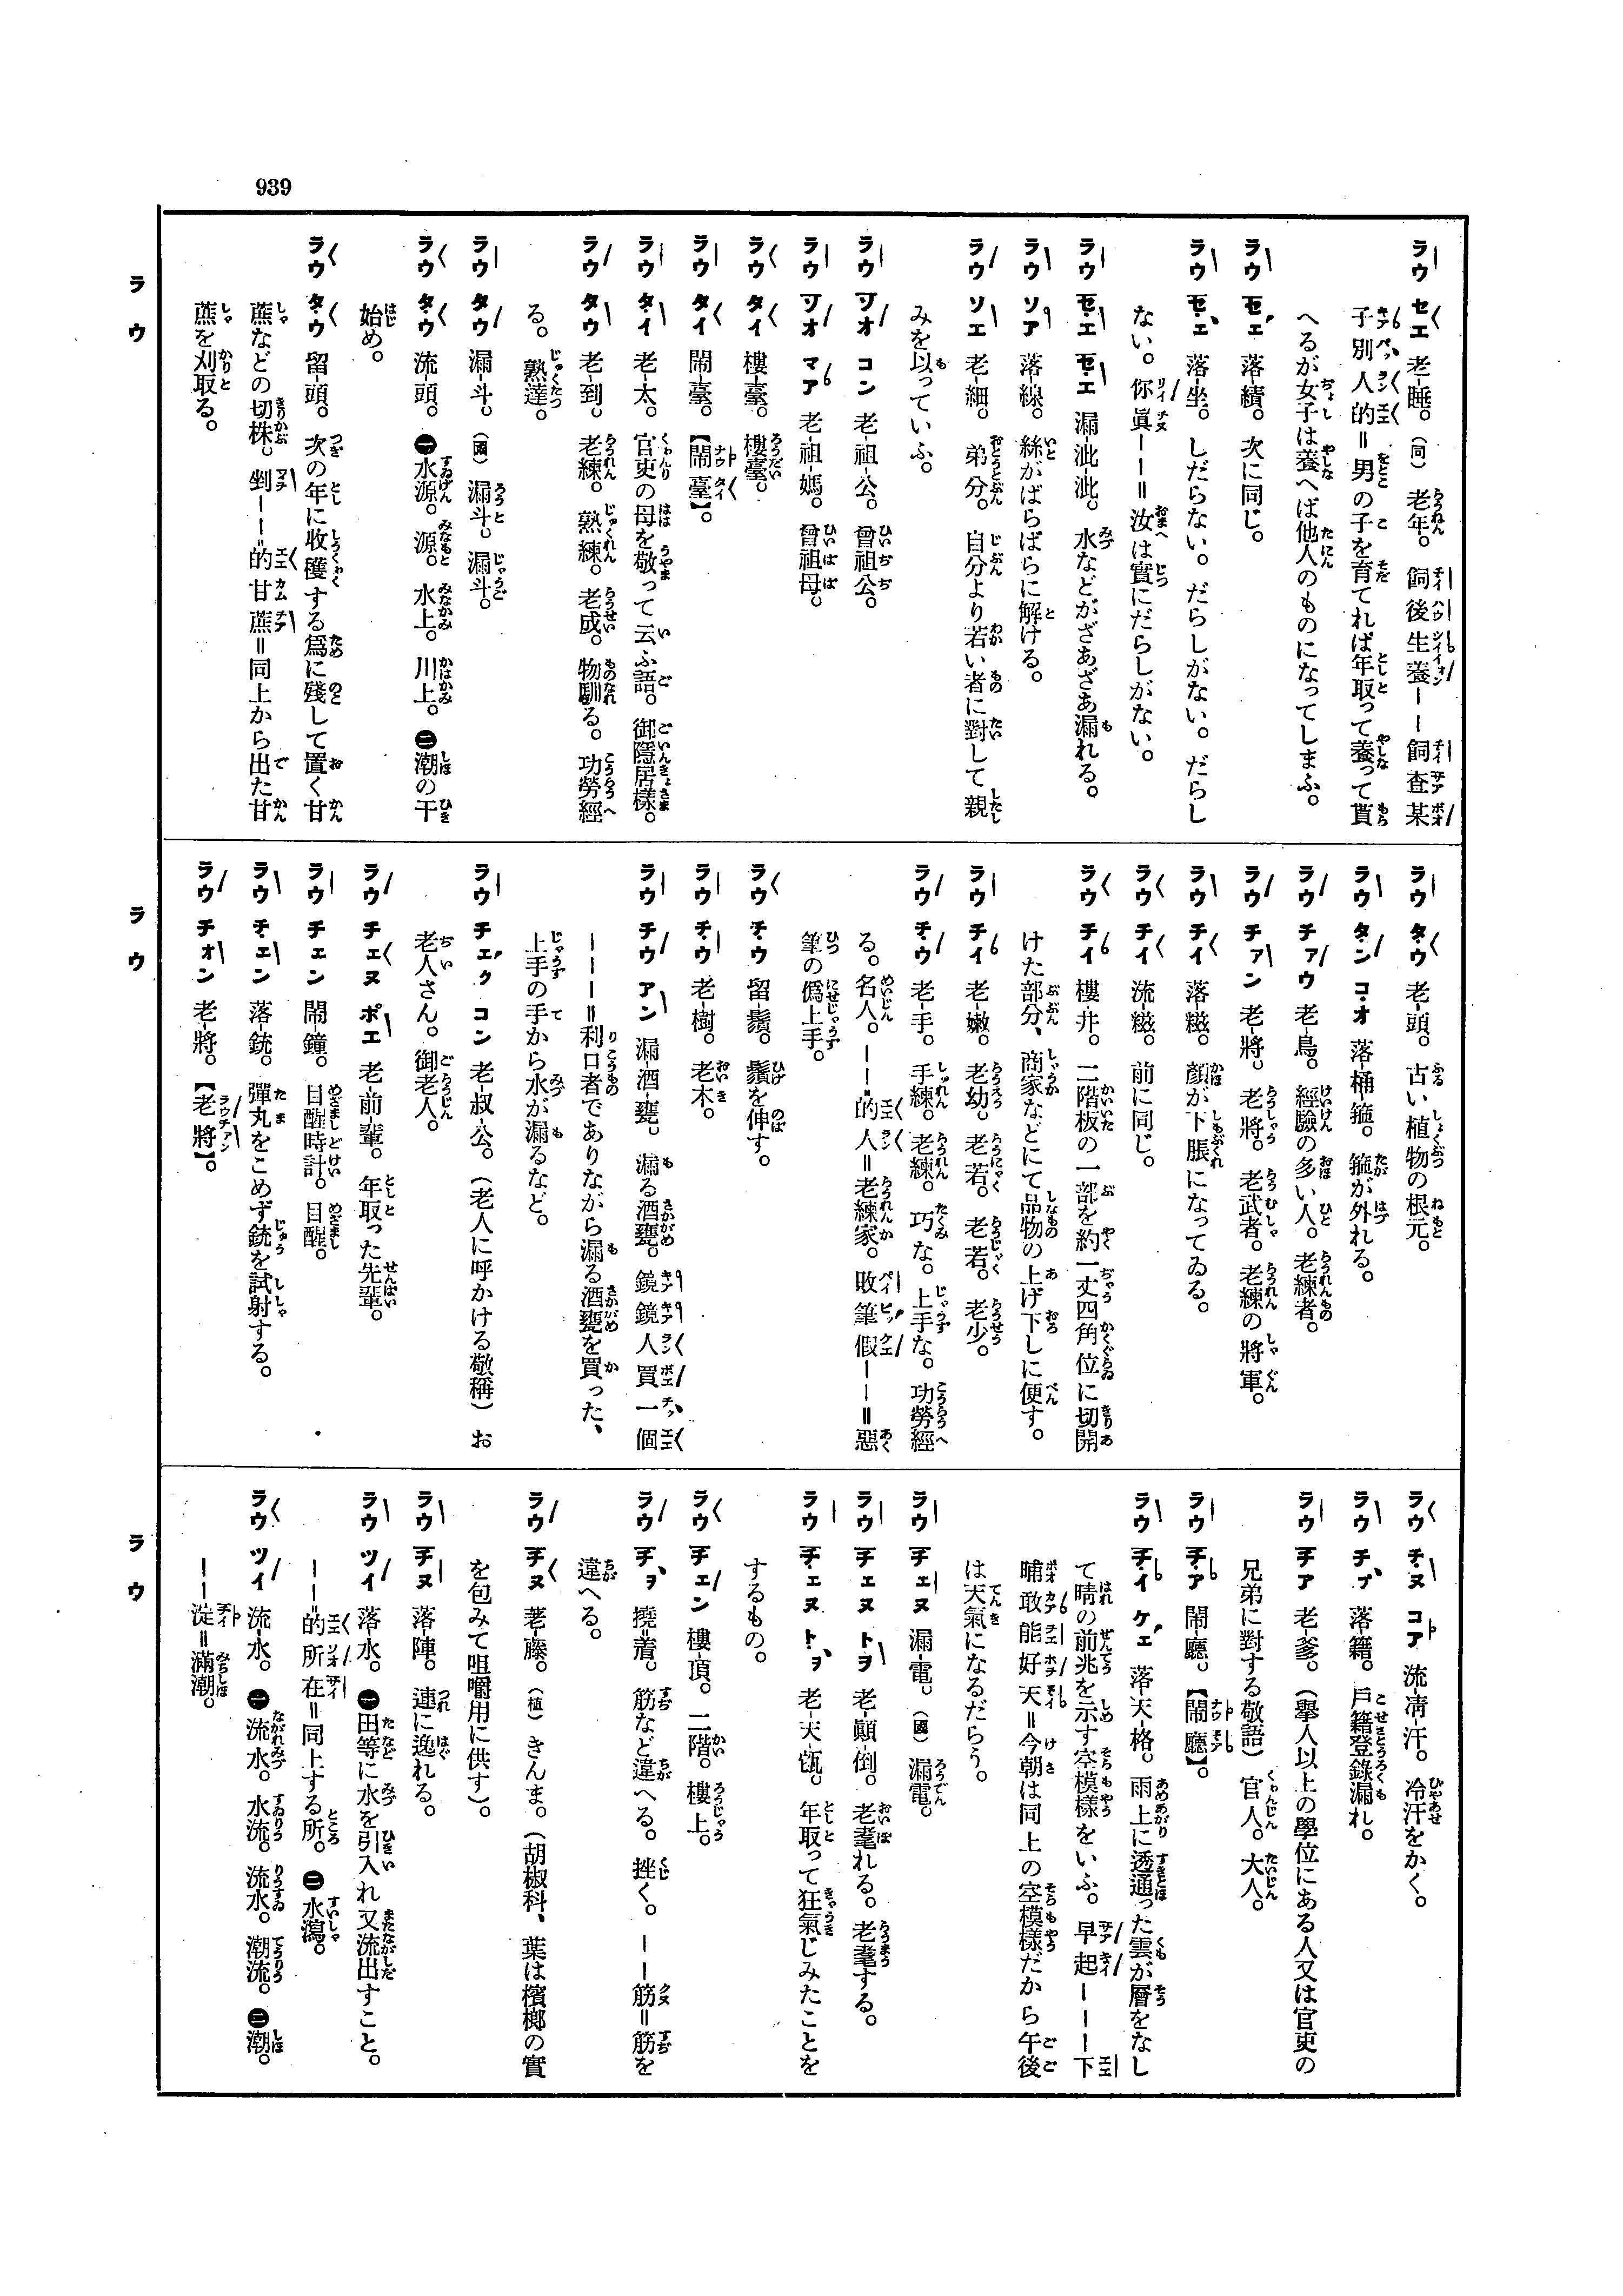 939
ラウ セエ 老-睡。(同) 老年。飼後生養ーー飼查某
子別人的=男の子を育てれば年取って養って貰
へるが女子は養へば他人のものになってしまふ。
ラウ 落績。次に同じ。
ラウ 落-坐。しだらない。だらしがない。だらし
ない。你眞ーー=汝は實にだらしがない。
ラウ セエ セエ 漏-泚-泚。水などがざあざあ漏れる。
ラウ ソア 落-線。絲がばらばらに解ける。
ラウ ソエ 老-細。弟分。自分より若い者に對して親
みを以っていふ。
ラウ ツオ コン 老-祖-公。曾祖公。
ラウ ツオ マア 老-祖-媽。曾祖母。
ラウ タイ 樓-臺。樓臺。
ラウ タイ 鬧-臺。【鬧臺】。
ラウ タイ 老-太。官吏の母を敬って云ふ語。御隱居樣。
ラウ タウ 老-到。老練。熟練。老成。物馴る。功勞經
る。熟達。
ラウ タウ 漏-斗。(國) 漏斗。漏斗。
ラウ タウ 流-頭。㊀水源。源。水上。川上。㊁潮の干
始め。
ラウ タウ 留-頭。次の年に收穫する爲に殘して置く甘
蔗などの切株。ーー的甘蔗=同上から出た甘
蔗を刈取る。
ラウ
ラウ タウ 老-頭。古い植物の根元。
ラウ タン コオ 落-桶-箍。箍が外れる。
ラウ チァウ 老-鳥。經驗の多い人。老練者。
ラウ チァン 老-將。老將。老武者。老練の將軍。
ラウ チイ 落-糍。顏が下脹になってゐる。
ラウ チイ 流-糍。前に同じ。
ラウ チイ 樓-井。二階板の一部を約一丈四角位に切開
けた部分、商家などにて品物の上げ下しに便す。
ラウ チイ 老-嫩。老幼。老若。老若。老少。
ラウ チウ 老-手。手練。老練。巧な。上手な。功勞經
る。名人。ーー的人=老練家。敗筆假ーー=惡
筆の僞上手。
ラウ チウ 留-鬚。鬚を伸す。
ラウ チウ 老-樹。老木。
ラウ チウ アン 漏-酒-甕。漏る酒甕。鏡鏡人買一個
ーーー=利口者でありながら漏る酒甕を買った、
上手の手から水が漏るなど。
ラウ チェク コン 老-叔-公。(老人に呼かける敬稱) お
老人さん。御老人。
ラウ チェヌ ポエ 老-前-輩。年取った先輩。
ラウ チェン 鬧-鐘。目醒時計。目醒。
ラウ チェン 落-銃。彈丸をこめず銃を試射する。
ラウ チォン 老-將。【老將】。
ラウ
ラウ チヌ コア 流-凊-汗。冷汗をかく。
ラウ 落-籍。戶籍登錄漏れ。
ラウ チア 老-爹。(擧人以上の學位にある人又は官吏の
兄弟に對する敬語) 官人。大人。
ラウ チア 鬧-廳。【鬧廳】。
ラウ チイ ケェ 落-天-格。雨上に透通った雲が層をなし
て晴の前兆を示す空模樣をいふ。早起ーーー下
晡敢能好天=今朝は同上の空模樣だから午後
は天氣になるだらう。
ラウ チェヌ 漏-電。(國) 漏電。
ラウ チェヌ トヲ 老-顚-倒。老耄れる。老耄する。
ラウ チェヌ トヲ 老-天-㼭。年取って狂氣じみたことを
するもの。
ラウ チェン 樓-頂。二階。樓上。
ラウ 撓-着。筋など違へる。挫く。ーー筋=筋を
違へる。
ラウ チヌ 荖-藤。(植) きんま。(胡椒科、葉は檳榔の實
を包みて咀嚼用に供す)。
ラウ チヌ 落-陣。連に逸れる。
ラウ ツイ 落-水。㊀田等に水を引入れ又流出すこと。
ーー的所在=同上する所。㊁水瀉。
ラウ ツイ 流-水。㊀流水。水流。流水。潮流。㊁潮。
ーー淀=滿潮。
ラウ